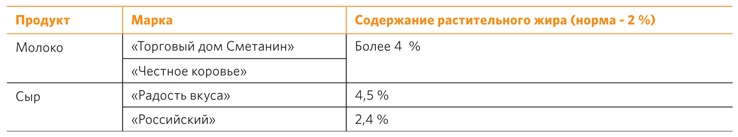 Продукт Марка Содержание растительного жира (норма - 2 %)
Молоко «Торговый дом Сметанин» Более 4 %
«Честное коровье»
Сыр «Радость вкуса» 4,5 %
«Российский» 2,4 %